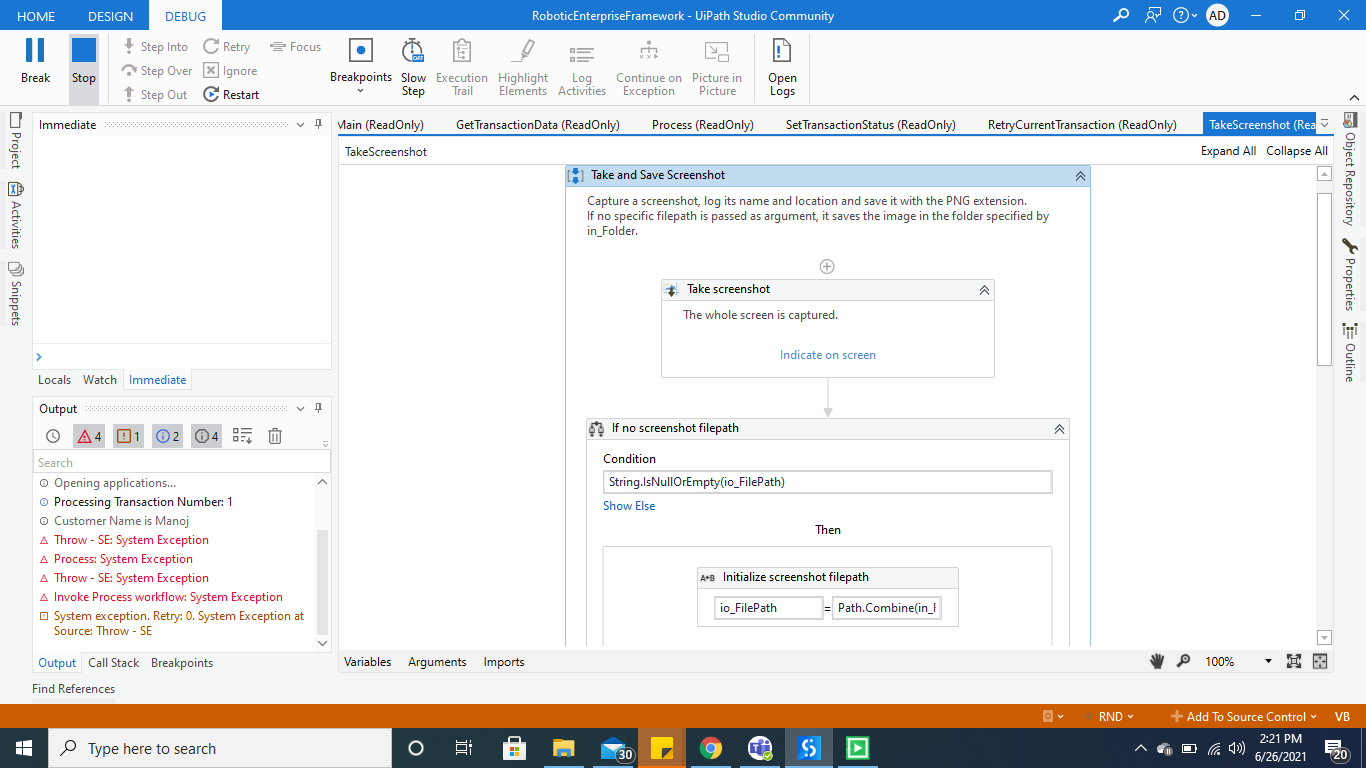 HOME DESIGN DEBUG
RoboticEnterpriseFramework - UiPath Studio Community
AD
Break
Stop
Step Into
Step Over
Step Out
Retry
Ignore
Restart
Focus
Breakpoints
Slow
Step
OFF
Execution
Trail
Highlight
Elements
Log
Activities
Continue on
Exception
Picture in
Picture
Open
Logs
Project
Activities
Snippets
Immediate
Locals Watch Immediate
Output
4 1 2 4
Search
Opening applications...
Processing Transaction Number: 1
Customer Name is Manoj
Throw - SE: System Exception
Process: System Exception
Throw - SE: System Exception
Invoke Process workflow: System Exception
System exception. Retry: 0. System Exception at
Source: Throw - SE
Output Call Stack Breakpoints
Find References
Main (ReadOnly) GetTransactionData (ReadOnly) Process (ReadOnly) SetTransactionStatus (ReadOnly) RetryCurrentTransaction (ReadOnly) TakeScreenshot (Rea
TakeScreenshot
Expand All Collapse All
Take and Save Screenshot
Capture a screenshot, log its name and location and save it with the PNG extension.
If no specific filepath is passed as argument, it saves the image in the folder specified by
in_Folder.
Take screenshot
The whole screen is captured.
Indicate on screen
If no screenshot filepath
Condition
String.IsNullOrEmpty(io_FilePath)
Show Else
Then
A*B Initialize screenshot filepath
io_FilePath = Path.Combine(in_F
Variables Arguments Imports
100%
Object Repository
Properties
Outline
RND
Add To Source Control
VB
Type here to search
30
2:21 PM
6/26/2021
20